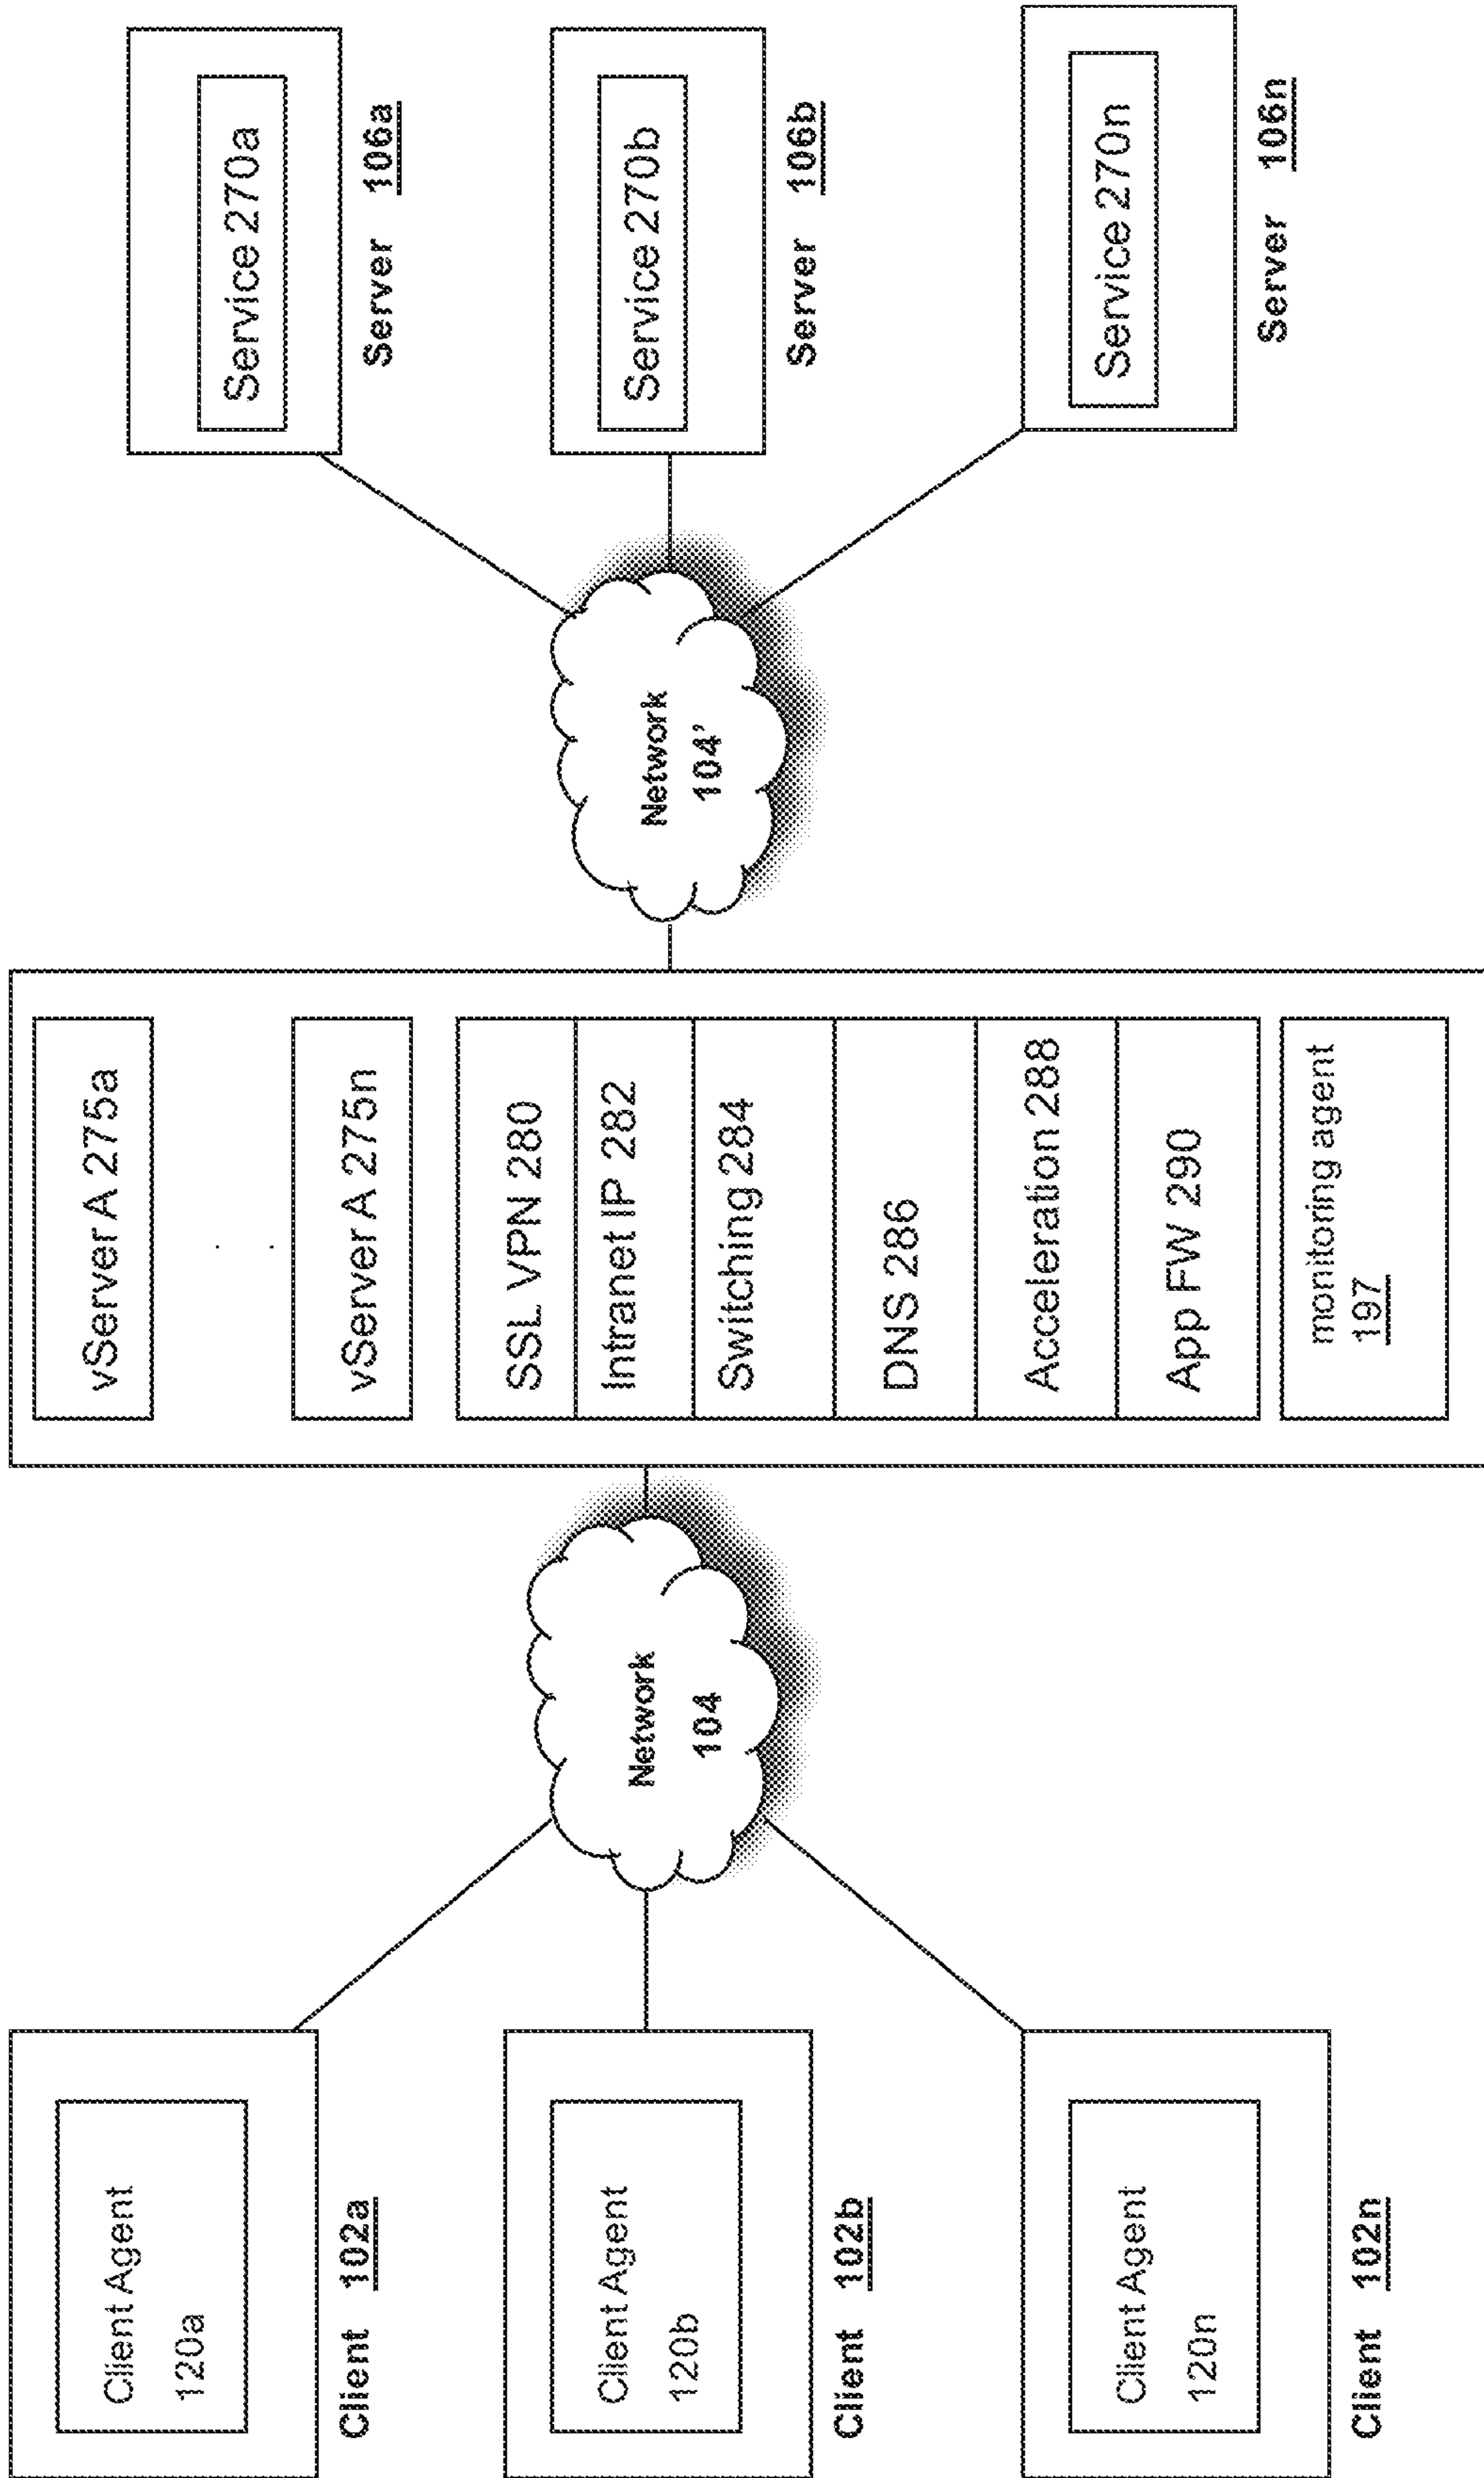 Client Agent
120a
Client 102a
Client Agent
120b
Client 102b
Client Agent
120n
Client 102n
Network
104
vServer A 275a
vServer A 275n
SSL VPN 280
Intranet IP 282
Switching 284
DNS 286
Acceleration 288
App FW 290
monitoring agent
197
Network
104'
Service 270a
Server 106a
Service 270b
Server 106b
Service 270n
Server 106n